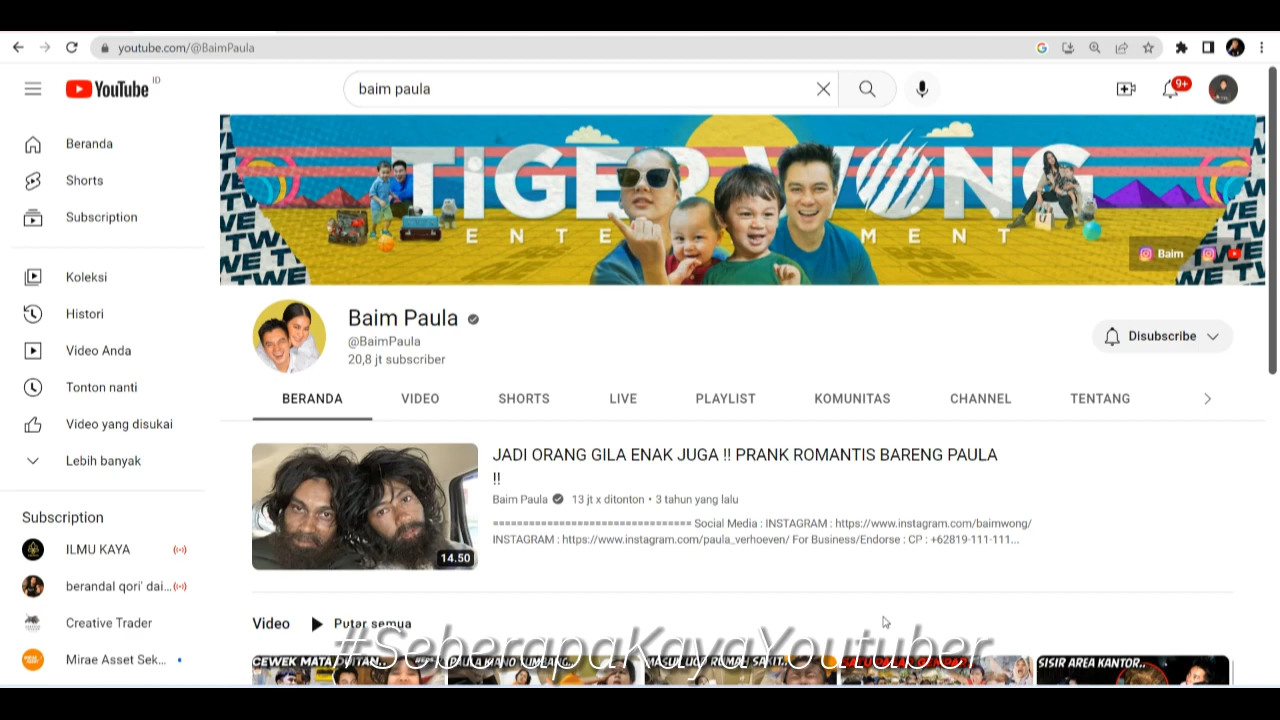 youtube.com/@BaimPaula
YouTube ID
baim paula
9+
Beranda
Shorts
Subscription
Koleksi
Histori
Video Anda
Tonton nanti
Video yang disukai
Lebih banyak
Subscription
ILMU KAYA
berandal qori' dai...
Creative Trader
Mirae Asset Sek...
TIGER WONG
Baim
Baim Paula
@BaimPaula
20,8 jt subscriber
Disubscribe
BERANDA VIDEO SHORTS LIVE PLAYLIST KOMUNITAS CHANNEL TENTANG
14.50
JADI ORANG GILA ENAK JUGA !! PRANK ROMANTIS BARENG PAULA
!!
Baim Paula 13 jt x ditonton • 3 tahun yang lalu
================================= Social Media : INSTAGRAM : https://www.instagram.com/baimwong/
INSTAGRAM : https://www.instagram.com/paula_verhoeven/ For Business/Endorse : CP : +62819-111-111...
Video Putar semua
#SeberapaKayaYoutuber
CEWEK MATA DUITAN..
SISIR AREA KANTOR..